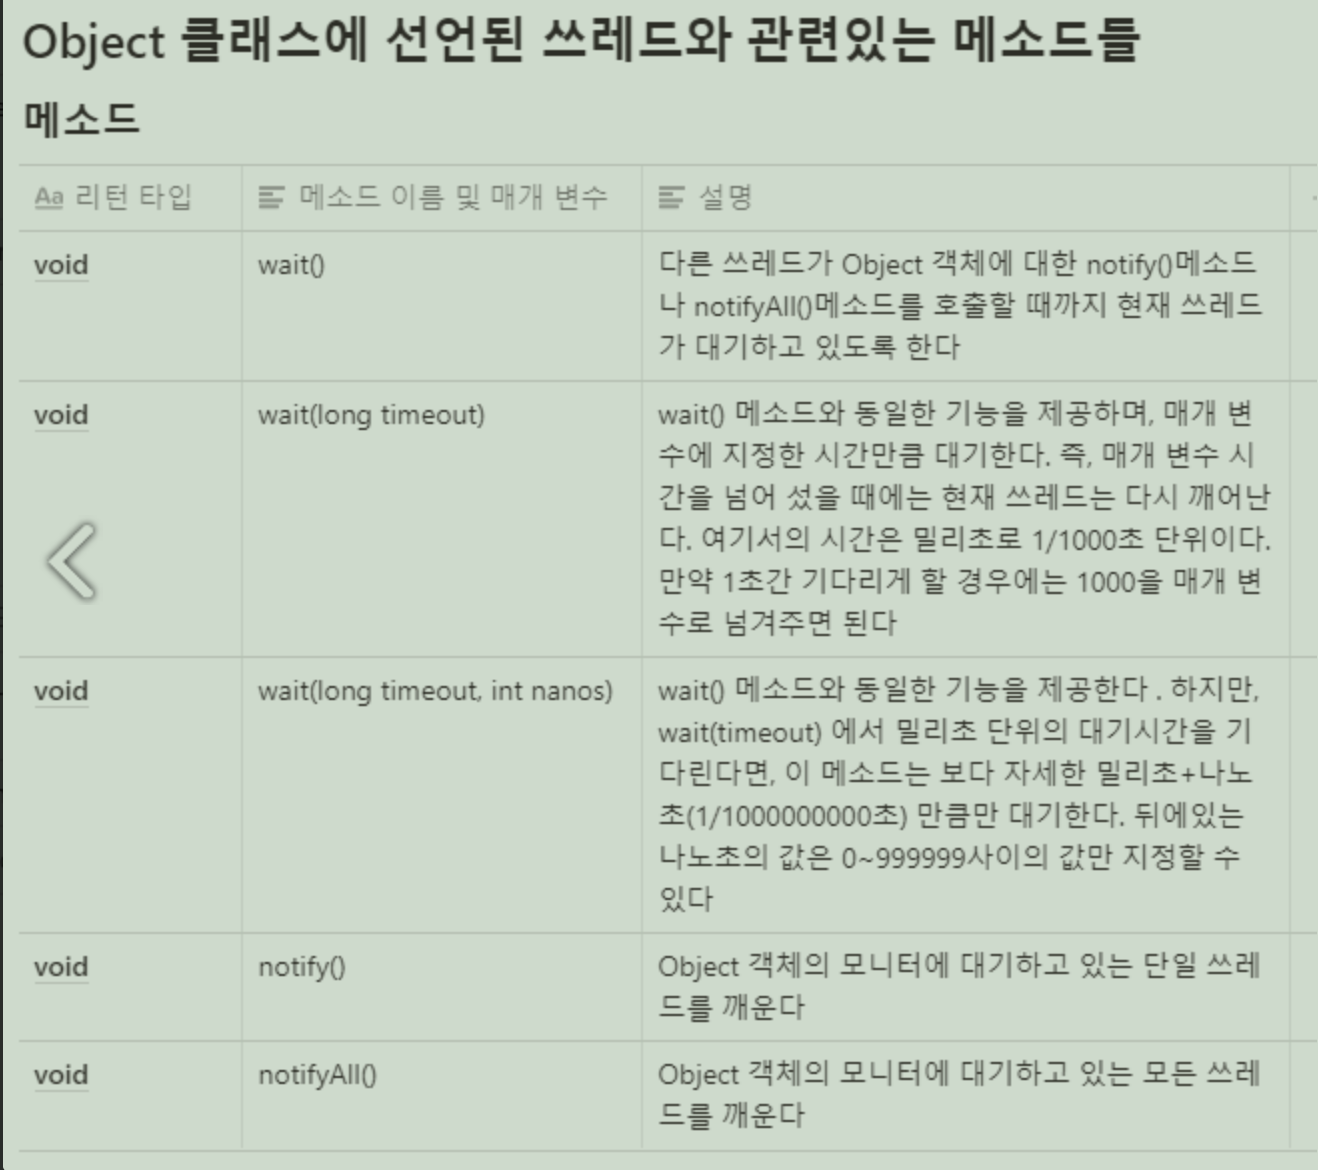 Object 클래스에 선언된 쓰레드와 관련있는 메소드들
메소드
Aa 리턴 타입 메소드 이름 및 매개 변수 설명
void wait() 다른 쓰레드가 Object 객체에 대한 notify()메소드
나 notifyAll()메소드를 호출할 때까지 현재 쓰레드
가 대기하고 있도록 한다
void wait(long timeout) wait() 메소드와 동일한 기능을 제공하며, 매개 변
수에 지정한 시간만큼 대기한다. 즉, 매개 변수 시
간을 넘어 섰을 때에는 현재 쓰레드는 다시 깨어난
다. 여기서의 시간은 밀리초로 1/1000초 단위이다.
만약 1초간 기다리게 할 경우에는 1000을 매개 변
수로 넘겨주면 된다
void wait(long timeout, int nanos) wait() 메소드와 동일한 기능을 제공한다 . 하지만,
wait(timeout) 에서 밀리초 단위의 대기시간을 기
다린다면, 이 메소드는 보다 자세한 밀리초+나노
초(1/1000000000초) 만큼만 대기한다. 뒤에있는
나노초의 값은 0~999999사이의 값만 지정할 수
있다
void notify() Object 객체의 모니터에 대기하고 있는 단일 쓰레
드를 깨운다
void notifyAll() Object 객체의 모니터에 대기하고 있는 모든 쓰레
드를 깨운다